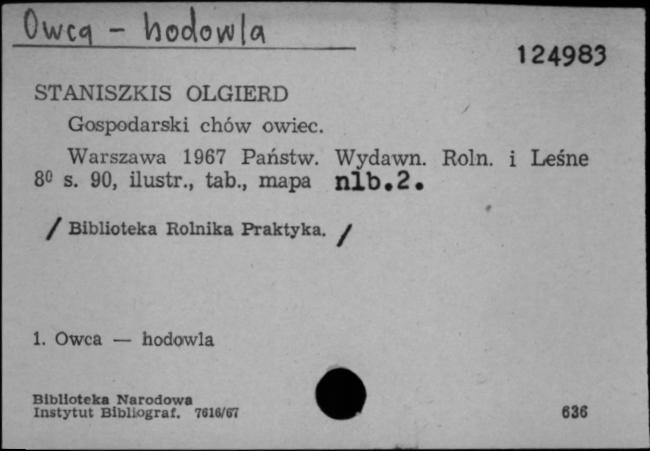 Owca - hodowla
124983
STANISZKIS OLGIERD
Gospodarski chów owiec.
Warszawa 1967 Państw. Wydawn. Roln. i Leśne
8⁰ s. 90, ilustr., tab., mapa nlb.2.
/ Biblioteka Rolnika Praktyka. /
1. Owca — hodowla
Biblioteka Narodowa
Instytut Bibliograf. 7616/67
636